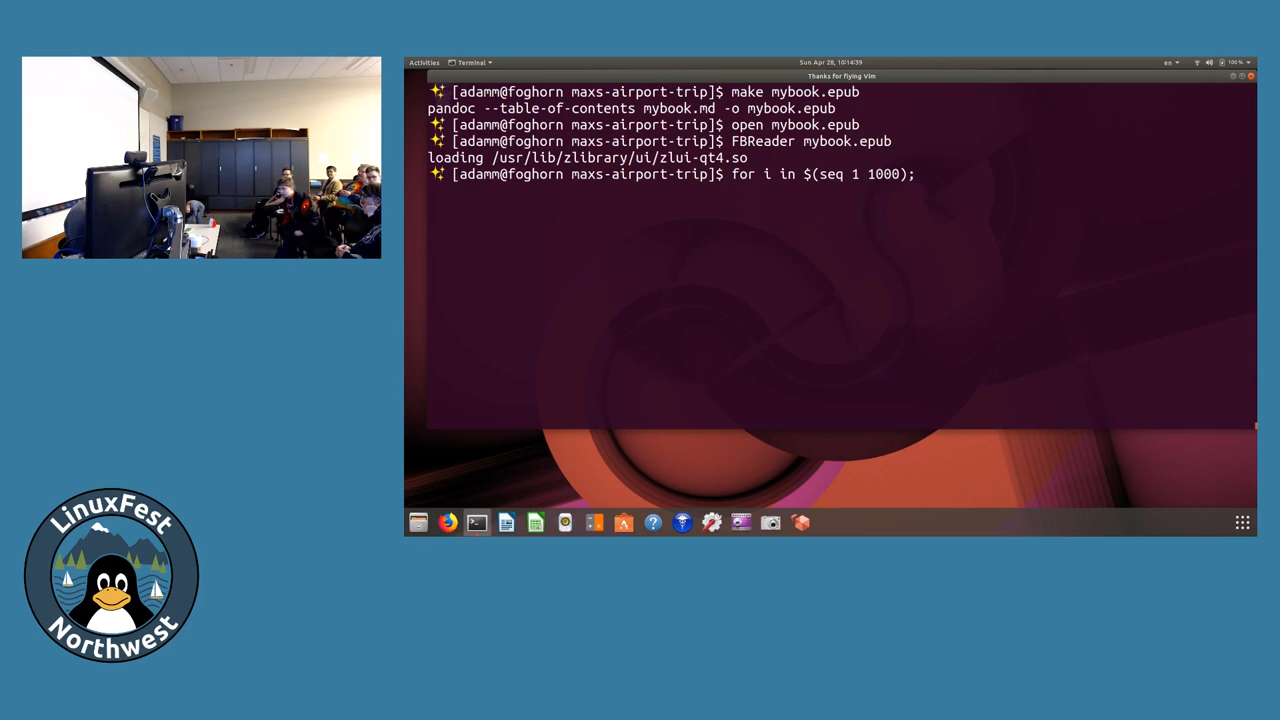 Activities
Terminal
Sun Apr 28, 10:14:39
en
100%
Thanks for flying Vim
✨ [adamm@foghorn maxs-airport-trip]$ make mybook.epub
pandoc --table-of-contents mybook.md -o mybook.epub
✨ [adamm@foghorn maxs-airport-trip]$ open mybook.epub
✨ [adamm@foghorn maxs-airport-trip]$ FBReader mybook.epub
loading /usr/lib/zlibrary/ui/zlui-qt4.so
✨ [adamm@foghorn maxs-airport-trip]$ for i in $(seq 1 1000);
LinuxFest
Northwest